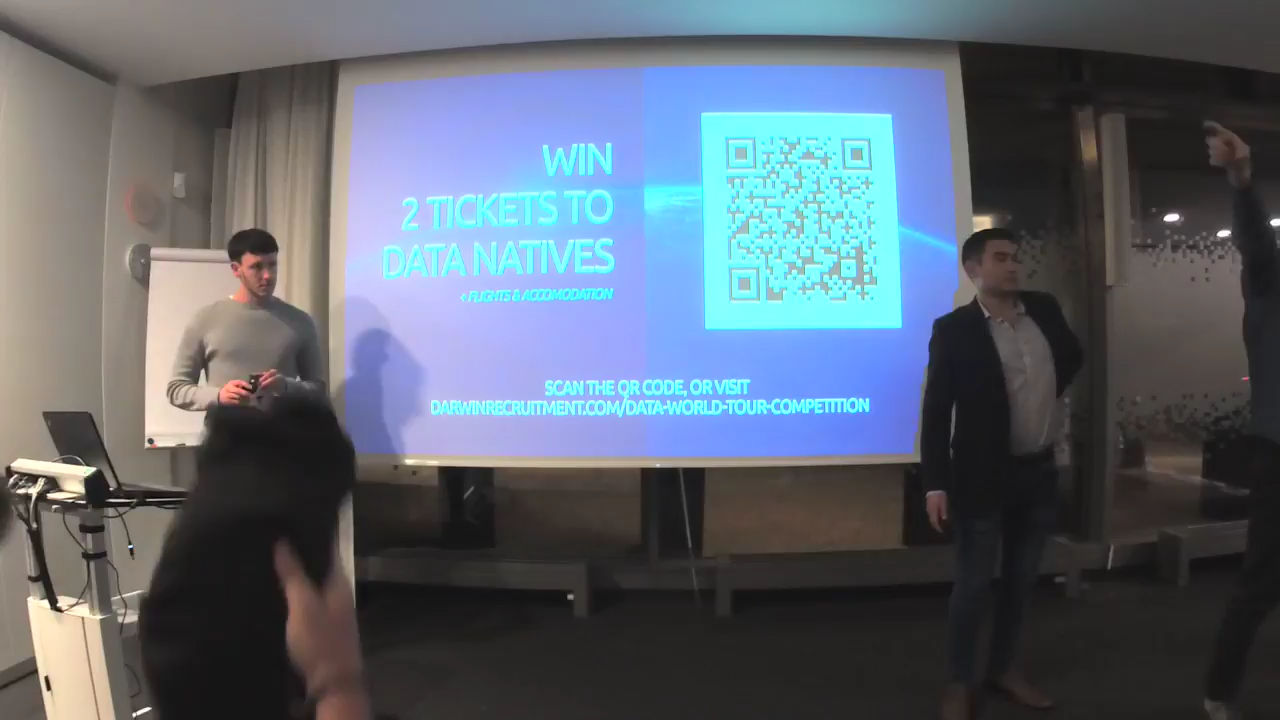 WIN
2 TICKETS TO
DATA NATIVES
+ FLIGHTS & ACCOMODATION
SCAN THE QR CODE, OR VISIT
DARWINRECRUITMENT.COM/DATA-WORLD-TOUR-COMPETITION